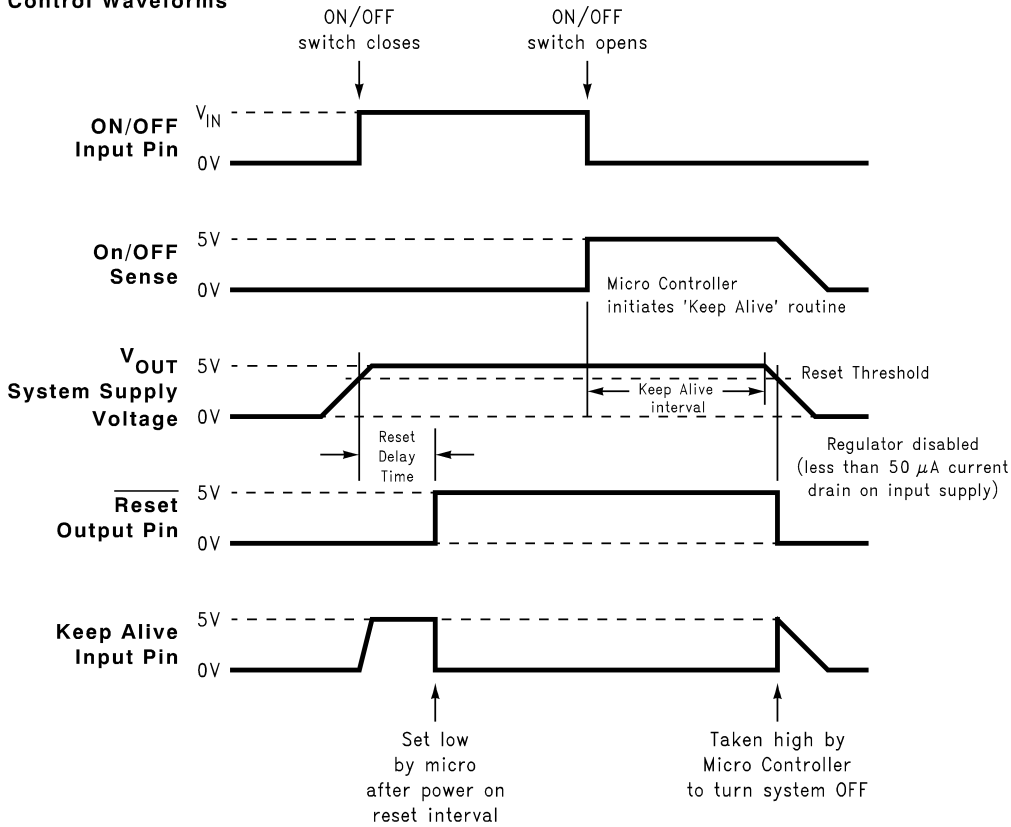 Control Waveforms
ON/OFF
switch closes
ON/OFF
switch opens
ON/OFF
Input Pin
VIN
0V
On/OFF
Sense
5V
0V
Micro Controller
initiates 'Keep Alive' routine
VOUT
System Supply
Voltage
5V
0V
Reset Threshold
Keep Alive
interval
Reset
Delay
Time
Regulator disabled
(less than 50 μA current
drain on input supply)
Reset
Output Pin
5V
0V
Keep Alive
Input Pin
5V
0V
Set low
by micro
after power on
reset interval
Taken high by
Micro Controller
to turn system OFF